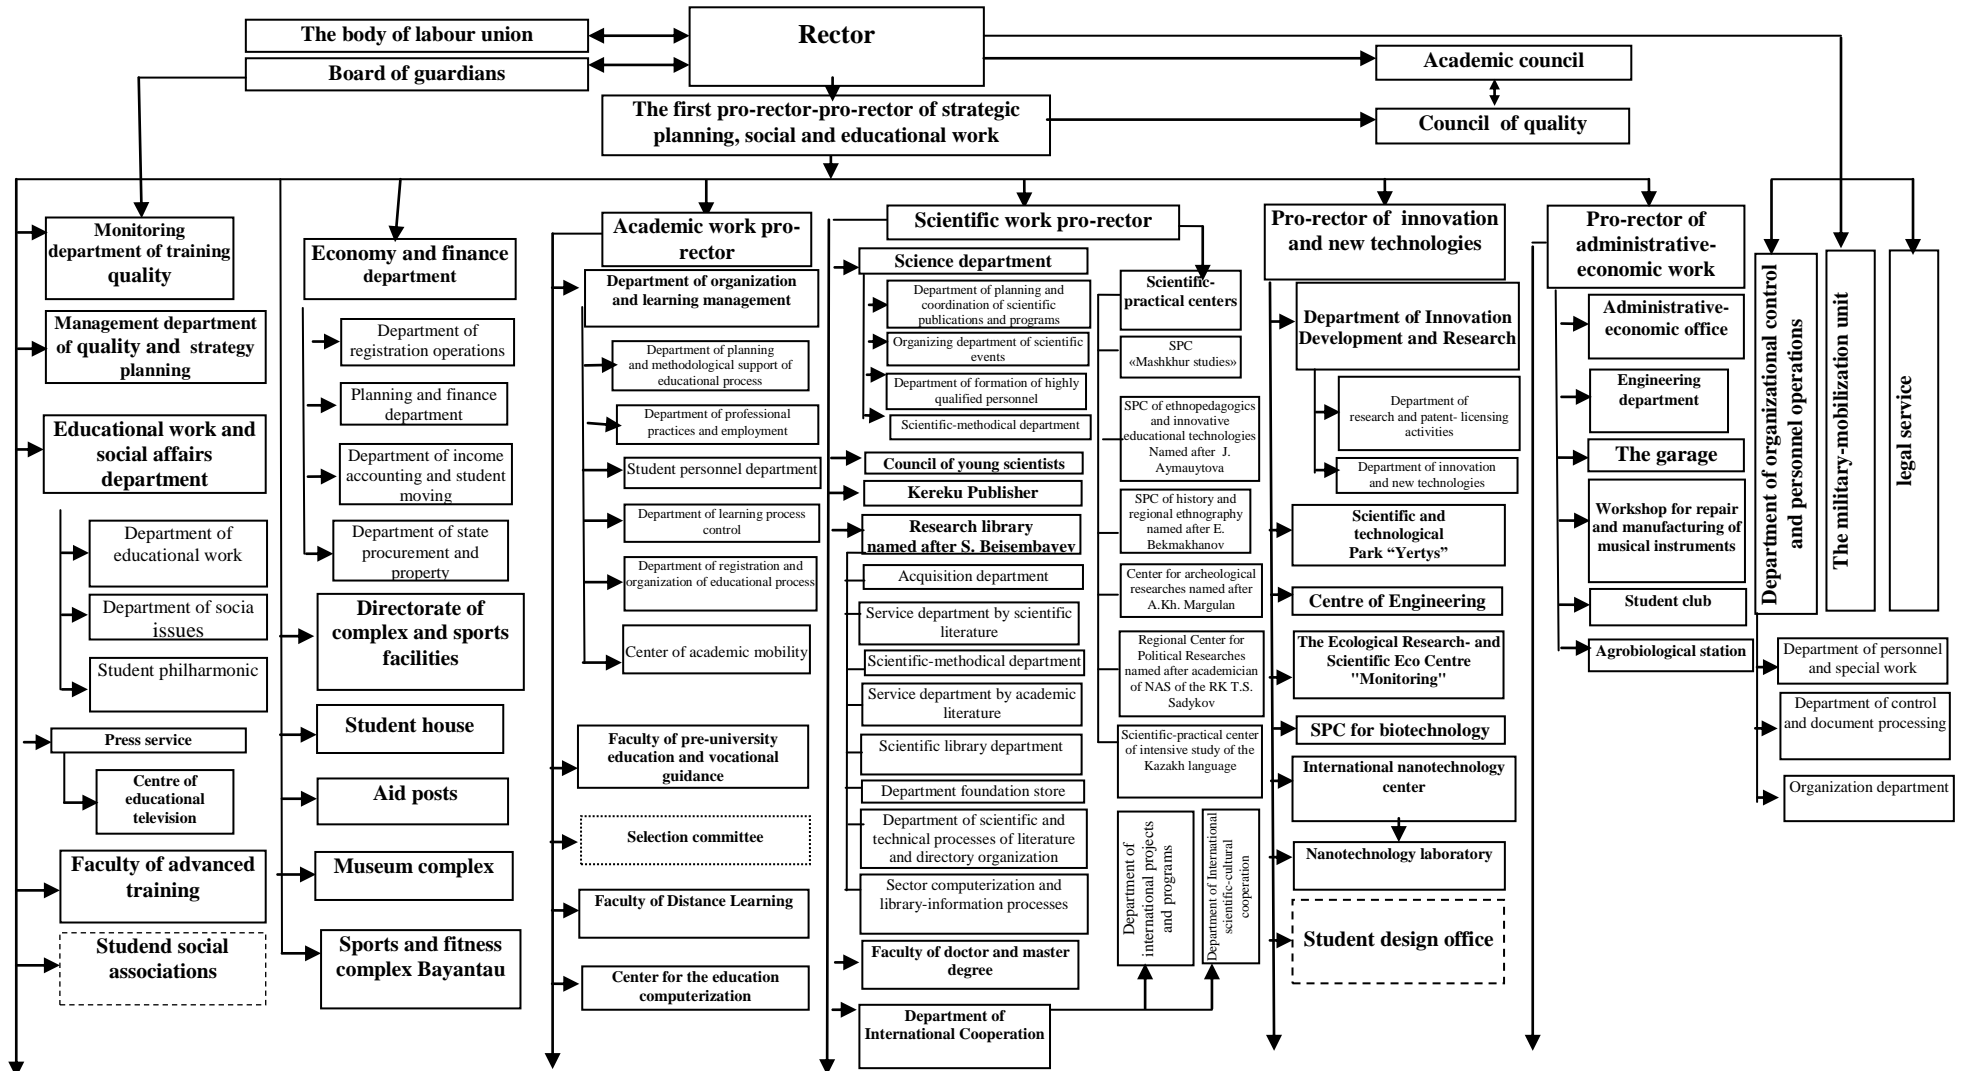 The body of labour union
Board of guardians
Rector
Academic council
The first pro-rector-pro-rector of strategic
planning, social and educational work
Council of quality
Monitoring
department of training
quality
Management department
of quality and strategy
planning
Educational work and
social affairs
department
Department of
educational work
Department of socia
issues
Student philharmonic
Press service
Centre of
educational
television
Faculty of advanced
training
Studend social
associations
Economy and finance
department
Department of
registration operations
Planning and finance
department
Department of income
accounting and student
moving
Department of state
procurement and
property
Directorate of
complex and sports
facilities
Student house
Aid posts
Museum complex
Sports and fitness
complex Bayantau
Academic work pro-
rector
Department of organization
and learning management
Department of planning
and methodological support of
educational process
Department of professional
practices and employment
Student personnel department
Department of learning process
control
Department of registration and
organization of educational process
Center of academic mobility
Faculty of pre-university
education and vocational
guidance
Selection committee
Faculty of Distance Learning
Center for the education
computerization
Scientific work pro-rector
Science department
Department of planning and
coordination of scientific
publications and programs
Organizing department of scientific
events
Department of formation of highly
qualified personnel
Scientific-methodical department
Council of young scientists
Kereku Publisher
Research library
named after S. Beisembayev
Acquisition department
Service department by scientific
literature
Scientific-methodical department
Service department by academic
literature
Scientific library department
Department foundation store
Department of scientific and
technical processes of literature
and directory organization
Sector computerization and
library-information processes
Faculty of doctor and master
degree
Department of
International Cooperation
Scientific-
practical centers
SPC
«Mashkhur studies»
SPC of ethnopedagogics
and innovative
educational technologies
Named after J.
Aymauytova
SPC of history and
regional ethnography
named after E.
Bekmakhanov
Center for archeological
researches named after
A.Kh. Margulan
Regional Center for
Political Researches
named after academician
of NAS of the RK T.S.
Sadykov
Scientific-practical center
of intensive study of the
Kazakh language
Department of
international projects
and programs
Department of International
scientific-cultural
cooperation
Pro-rector of innovation
and new technologies
Department of Innovation
Development and Research
Department of
research and patent- licensing
activities
Department of innovation
and new technologies
Scientific and
technological
Park “Yertys”
Centre of Engineering
The Ecological Research- and
Scientific Eco Centre
"Monitoring"
SPC for biotechnology
International nanotechnology
center
Nanotechnology laboratory
Student design office
Pro-rector of
administrative-
economic work
Administrative-
economic office
Engineering
department
The garage
Workshop for repair
and manufacturing of
musical instruments
Student club
Agrobiological station
Department of organizational control
and personnel operations
The military-mobilization unit
legal service
Department of personnel
and special work
Department of control
and document processing
Organization department